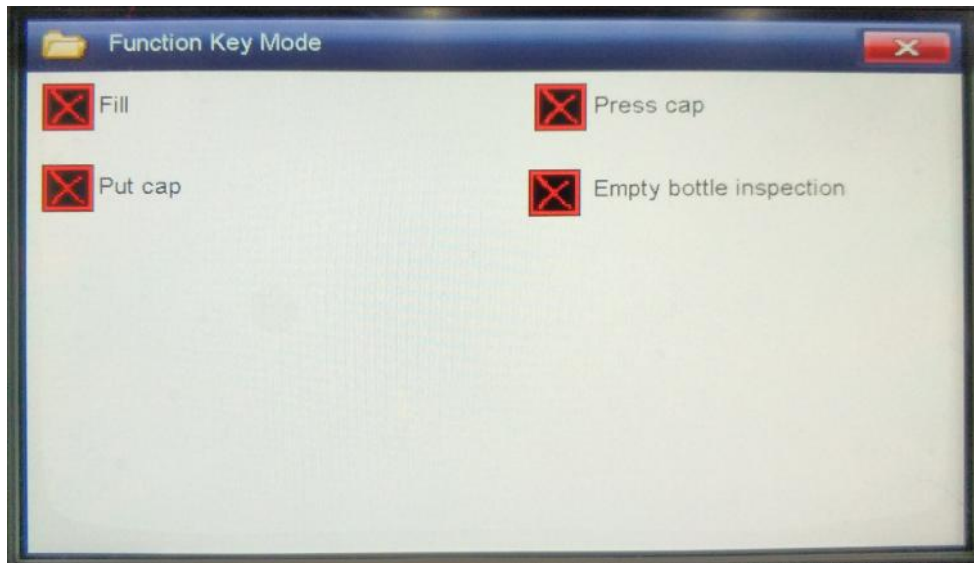 Function Key Mode
Fill
Press cap
Put cap
Empty bottle inspection